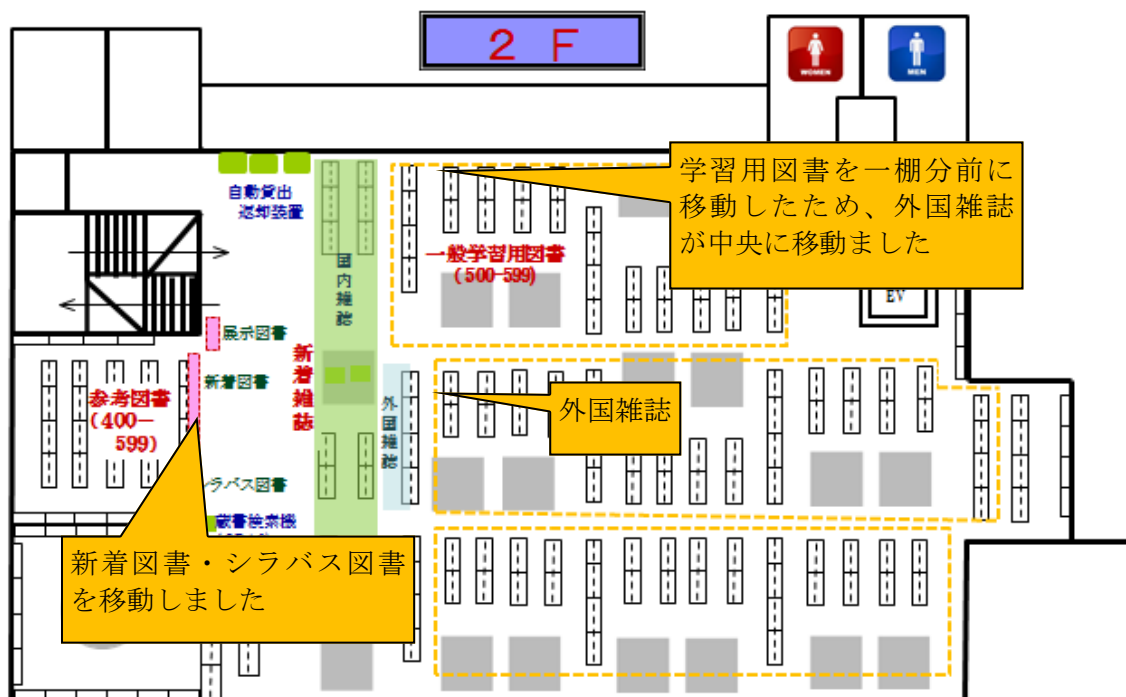 2 F
WOMEN
MEN
学習用図書を一棚分前に
移動したため、外国雑誌
が中央に移動ました
自動貸出
返却装置
一般学習用図書
(500-599)
国内雑誌
EV
展示図書
新着雑誌
新着図書
参考図書
(400-
599)
外国雑誌
外国雑誌
シラバス図書
蔵書検索機
新着図書・シラバス図書
を移動しました